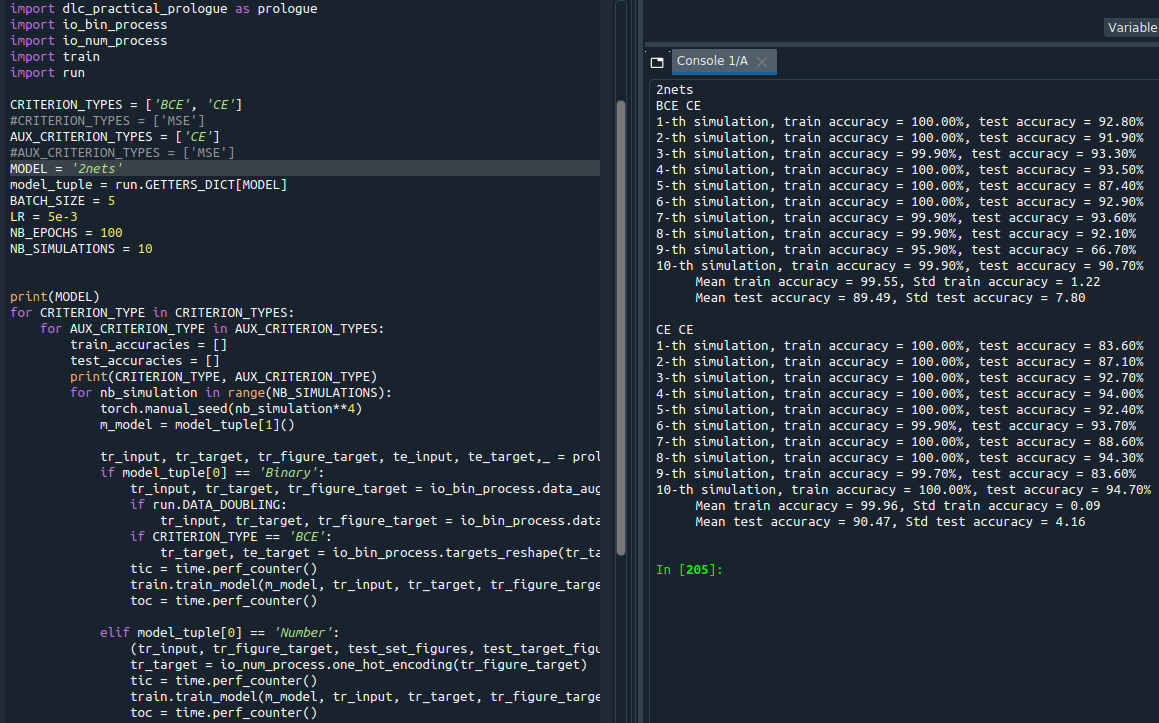 import dlc_practical_prologue as prologue
import io_bin_process
import io_num_process
import train
import run
CRITERION_TYPES = ['BCE', 'CE']
#CRITERION_TYPES = ['MSE']
AUX_CRITERION_TYPES = ['CE']
#AUX_CRITERION_TYPES = ['MSE']
MODEL = '2nets'
model_tuple = run.GETTERS_DICT[MODEL]
BATCH_SIZE = 5
LR = 5e-3
NB_EPOCHS = 100
NB_SIMULATIONS = 10
print(MODEL)
for CRITERION_TYPE in CRITERION_TYPES:
    for AUX_CRITERION_TYPE in AUX_CRITERION_TYPES:
        train_accuracies = []
        test_accuracies = []
        print(CRITERION_TYPE, AUX_CRITERION_TYPE)
        for nb_simulation in range(NB_SIMULATIONS):
            torch.manual_seed(nb_simulation**4)
            m_model = model_tuple[1]()
            tr_input, tr_target, tr_figure_target, te_input, te_target,_ = prol
            if model_tuple[0] == 'Binary':
                tr_input, tr_target, tr_figure_target = io_bin_process.data_aug
                if run.DATA_DOUBLING:
                    tr_input, tr_target, tr_figure_target = io_bin_process.data
                if CRITERION_TYPE == 'BCE':
                    tr_target, te_target = io_bin_process.targets_reshape(tr_ta
                tic = time.perf_counter()
                train.train_model(m_model, tr_input, tr_target, tr_figure_targe
                toc = time.perf_counter()
            elif model_tuple[0] == 'Number':
                (tr_input, tr_figure_target, test_set_figures, test_target_figu
                tr_target = io_num_process.one_hot_encoding(tr_figure_target)
                tic = time.perf_counter()
                train.train_model(m_model, tr_input, tr_target, tr_figure_targe
                toc = time.perf_counter()
Variable
Console 1/A
2nets
BCE CE
1-th simulation, train accuracy = 100.00%, test accuracy = 92.80%
2-th simulation, train accuracy = 100.00%, test accuracy = 91.90%
3-th simulation, train accuracy = 99.90%, test accuracy = 93.30%
4-th simulation, train accuracy = 100.00%, test accuracy = 93.50%
5-th simulation, train accuracy = 100.00%, test accuracy = 87.40%
6-th simulation, train accuracy = 100.00%, test accuracy = 92.90%
7-th simulation, train accuracy = 99.90%, test accuracy = 93.60%
8-th simulation, train accuracy = 99.90%, test accuracy = 92.10%
9-th simulation, train accuracy = 95.90%, test accuracy = 66.70%
10-th simulation, train accuracy = 99.90%, test accuracy = 90.70%
Mean train accuracy = 99.55, Std train accuracy = 1.22
Mean test accuracy = 89.49, Std test accuracy = 7.80
CE CE
1-th simulation, train accuracy = 100.00%, test accuracy = 83.60%
2-th simulation, train accuracy = 100.00%, test accuracy = 87.10%
3-th simulation, train accuracy = 100.00%, test accuracy = 92.70%
4-th simulation, train accuracy = 100.00%, test accuracy = 94.00%
5-th simulation, train accuracy = 100.00%, test accuracy = 92.40%
6-th simulation, train accuracy = 99.90%, test accuracy = 93.70%
7-th simulation, train accuracy = 100.00%, test accuracy = 88.60%
8-th simulation, train accuracy = 100.00%, test accuracy = 94.30%
9-th simulation, train accuracy = 99.70%, test accuracy = 83.60%
10-th simulation, train accuracy = 100.00%, test accuracy = 94.70%
Mean train accuracy = 99.96, Std train accuracy = 0.09
Mean test accuracy = 90.47, Std test accuracy = 4.16
In [205]: